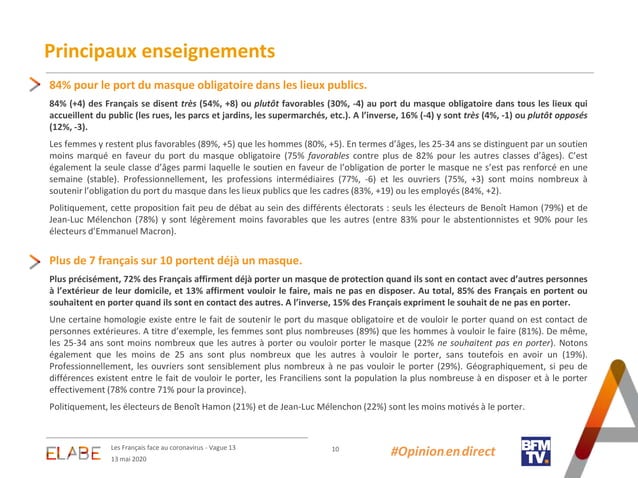 Principaux enseignements
84% pour le port du masque obligatoire dans les lieux publics.
84% (+4) des Français se disent très (54%, +8) ou plutôt favorables (30%, -4) au port du masque obligatoire dans tous les lieux qui
accueillent du public (les rues, les parcs et jardins, les supermarchés, etc.). A l’inverse, 16% (-4) y sont très (4%, -1) ou plutôt opposés
(12%, -3).
Les femmes y restent plus favorables (89%, +5) que les hommes (80%, +5). En termes d’âges, les 25-34 ans se distinguent par un soutien
moins marqué en faveur du port du masque obligatoire (75% favorables contre plus de 82% pour les autres classes d’âges). C’est
également la seule classe d’âges parmi laquelle le soutien en faveur de l’obligation de porter le masque ne s’est pas renforcé en une
semaine (stable). Professionnellement, les professions intermédiaires (77%, -6) et les ouvriers (75%, +3) sont moins nombreux à
soutenir l’obligation du port du masque dans les lieux publics que les cadres (83%, +19) ou les employés (84%, +2).
Politiquement, cette proposition fait peu de débat au sein des différents électorats : seuls les électeurs de Benoît Hamon (79%) et de
Jean-Luc Mélenchon (78%) y sont légèrement moins favorables que les autres (entre 83% pour le abstentionnistes et 90% pour les
électeurs d’Emmanuel Macron).
Plus de 7 français sur 10 portent déjà un masque.
Plus précisément, 72% des Français affirment déjà porter un masque de protection quand ils sont en contact avec d’autres personnes
à l’extérieur de leur domicile, et 13% affirment vouloir le faire, mais ne pas en disposer. Au total, 85% des Français en portent ou
souhaitent en porter quand ils sont en contact des autres. A l’inverse, 15% des Français expriment le souhait de ne pas en porter.
Une certaine homologie existe entre le fait de soutenir le port du masque obligatoire et de vouloir porter quand on est contact de
personnes extérieures. A titre d’exemple, les femmes sont plus nombreuses (89%) que les hommes à vouloir le faire (81%). De même,
les 25-34 ans sont moins nombreux que les autres à porter ou vouloir porter le masque (22% ne souhaitent pas en porter). Notons
également que les moins de 25 ans sont plus nombreux que les autres à vouloir le porter, sans toutefois en avoir un (19%).
Professionnellement, les ouvriers sont sensiblement plus nombreux à ne pas vouloir le porter (29%). Géographiquement, si peu de
différences existent entre le fait de vouloir le porter, les Franciliens sont la population la plus nombreuse à en disposer et à le porter
effectivement (78% contre 71% pour la province).
Politiquement, les électeurs de Benoît Hamon (21%) et de Jean-Luc Mélenchon (22%) sont les moins motivés à le porter.
ELABE
Les Français face au coronavirus - Vague 13
13 mai 2020
10
#Opinion en direct
BFM
TV.